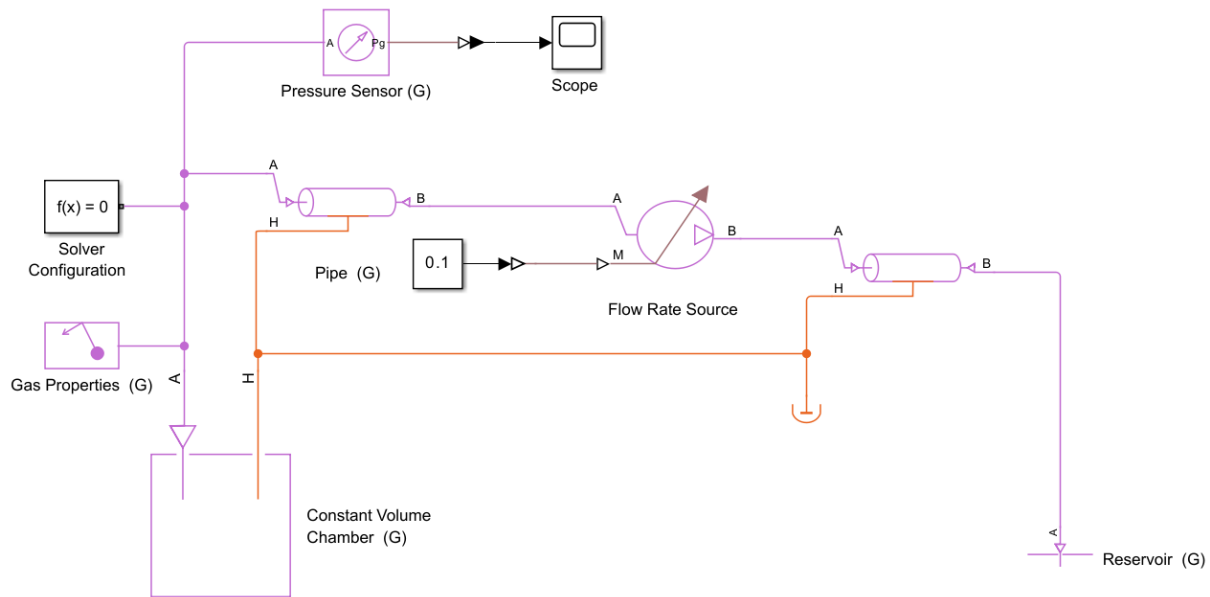 A
Pg
Pressure Sensor (G)
Scope
A
B
A
f(x) = 0
Solver
Configuration
H
Pipe (G)
0.1
M
B
A
B
H
Flow Rate Source
Gas Properties (G)
A
H
Constant Volume
Chamber (G)
A
Reservoir (G)